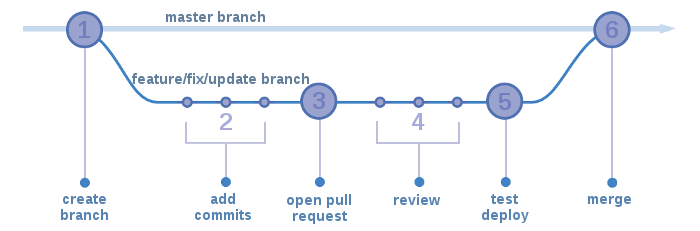 master branch
1
6
feature/fix/update branch
3
5
2
4
create
branch
add
commits
open pull
request
review
test
deploy
merge